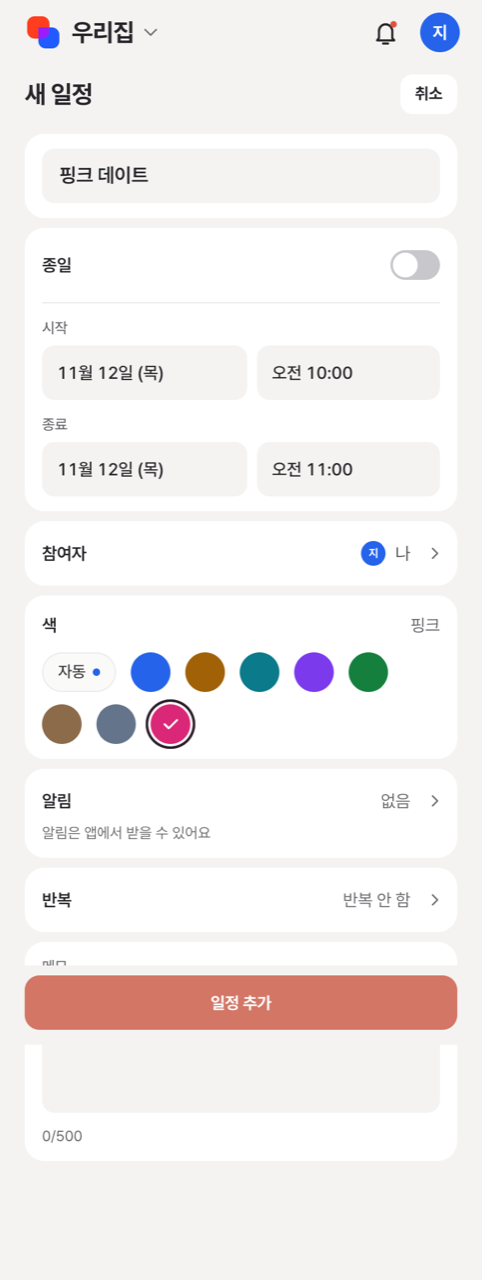 우리집
지
새 일정
취소
핑크 데이트
종일
시작
11월 12일 (목)
오전 10:00
종료
11월 12일 (목)
오전 11:00
참여자
지
나
색
핑크
자동
알림
없음
알림은 앱에서 받을 수 있어요
반복
반복 안 함
일정 추가
0/500